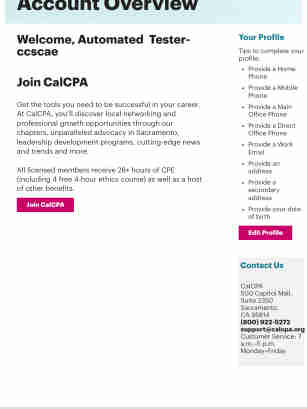 Account Overview
Welcome, Automated Tester-
ccscae
Join CalCPA
Get the tools you need to be successful in your career.
At CalCPA, you'll discover local networking and
professional growth opportunities through our
chapters, unparalleled advocacy in Sacramento,
leadership development programs, cutting-edge news
and trends and more.
All licensed members receive 28+ hours of CPE
(including 4 free 4-hour ethics course) as well as a host
of other benefits.
Join CalCPA
Your Profile
Tips to complete your
profile:
• Provide a Home
Phone
• Provide a Mobile
Phone
• Provide a Main
Office Phone
• Provide a Direct
Office Phone
• Provide a Work
Email
• Provide an
address
• Provide a
secondary
address
• Provide your date
of birth
Edit Profile
Contact Us
CalCPA
500 Capitol Mall,
Suite 2350
Sacramento,
CA 95814
(800) 922-5272
support@calcpa.org
Customer Service: 7
a.m.-5 p.m.
Monday-Friday